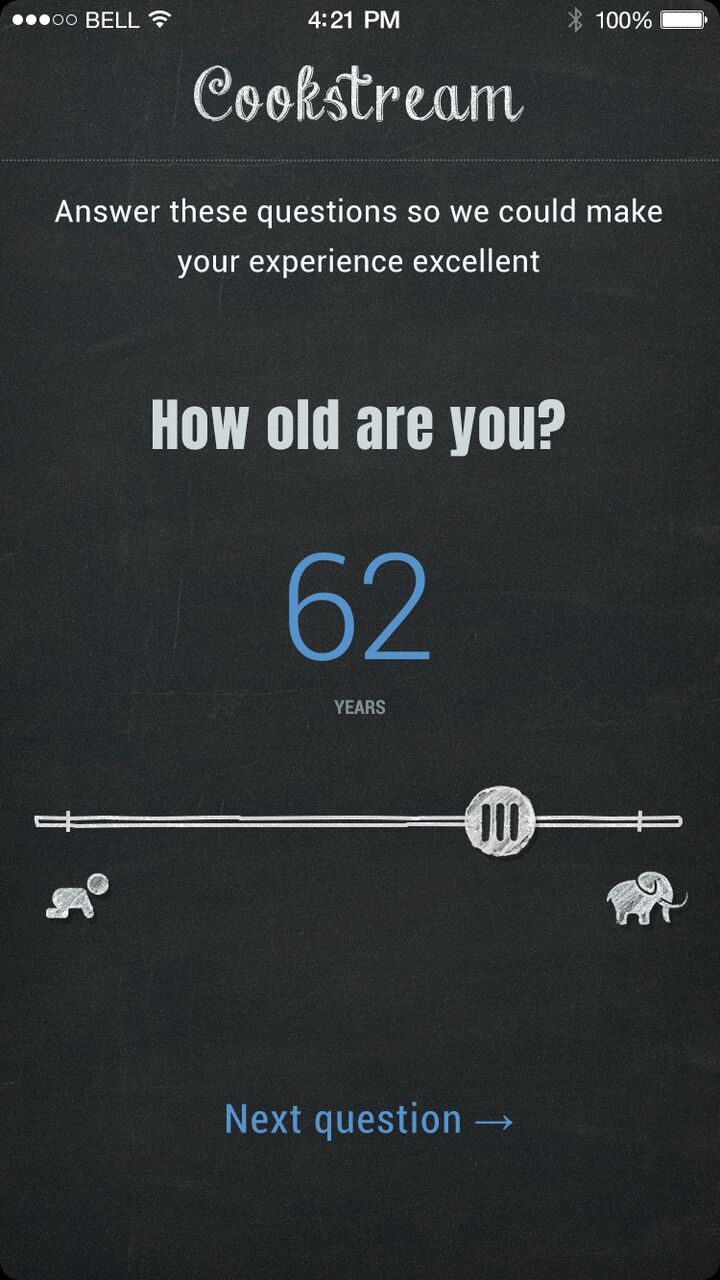 BELL 4:21 PM 100%
Cookstream
Answer these questions so we could make
your experience excellent
How old are you?
62
YEARS
Next question →